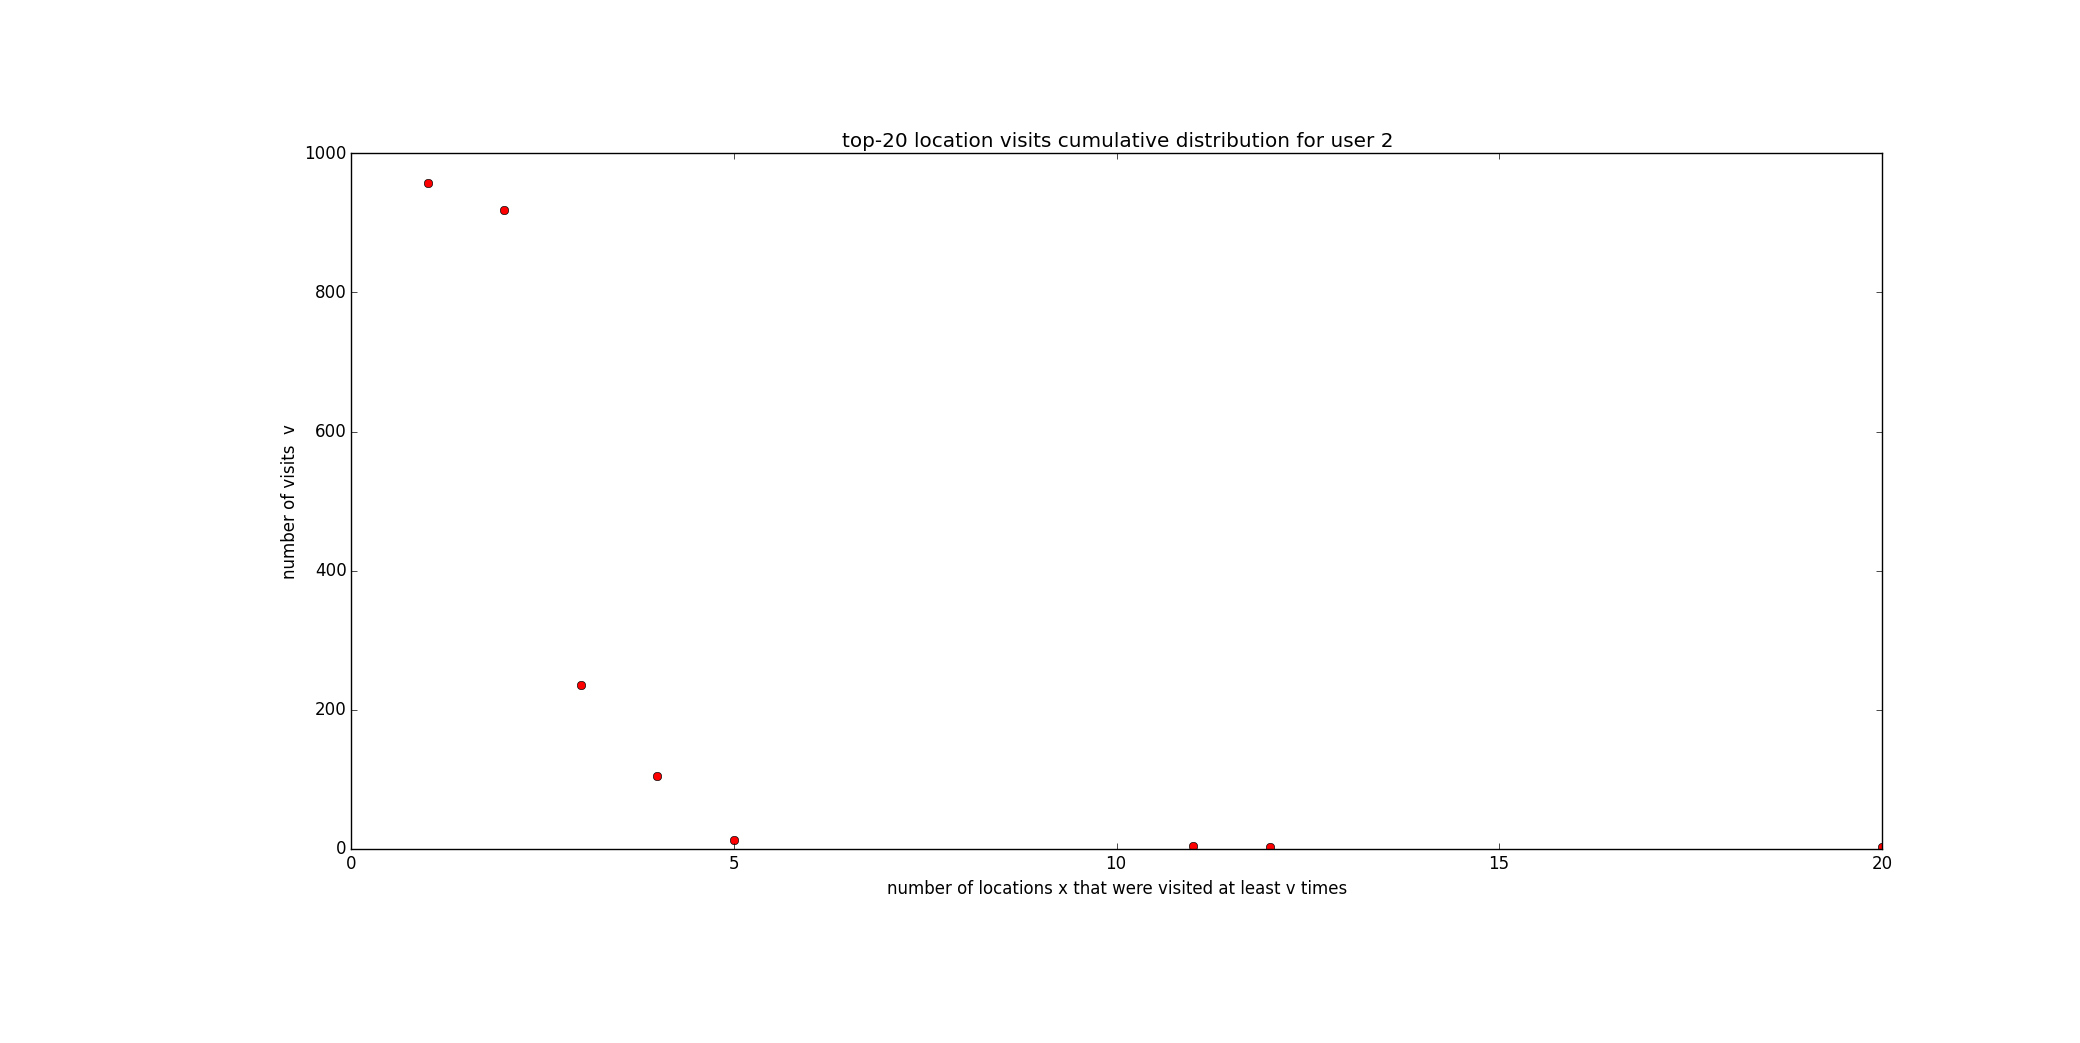 top-20 location visits cumulative distribution for user 2
1000
800
600
400
200
0
number of visits  v
0 5 10 15 20
number of locations x that were visited at least v times